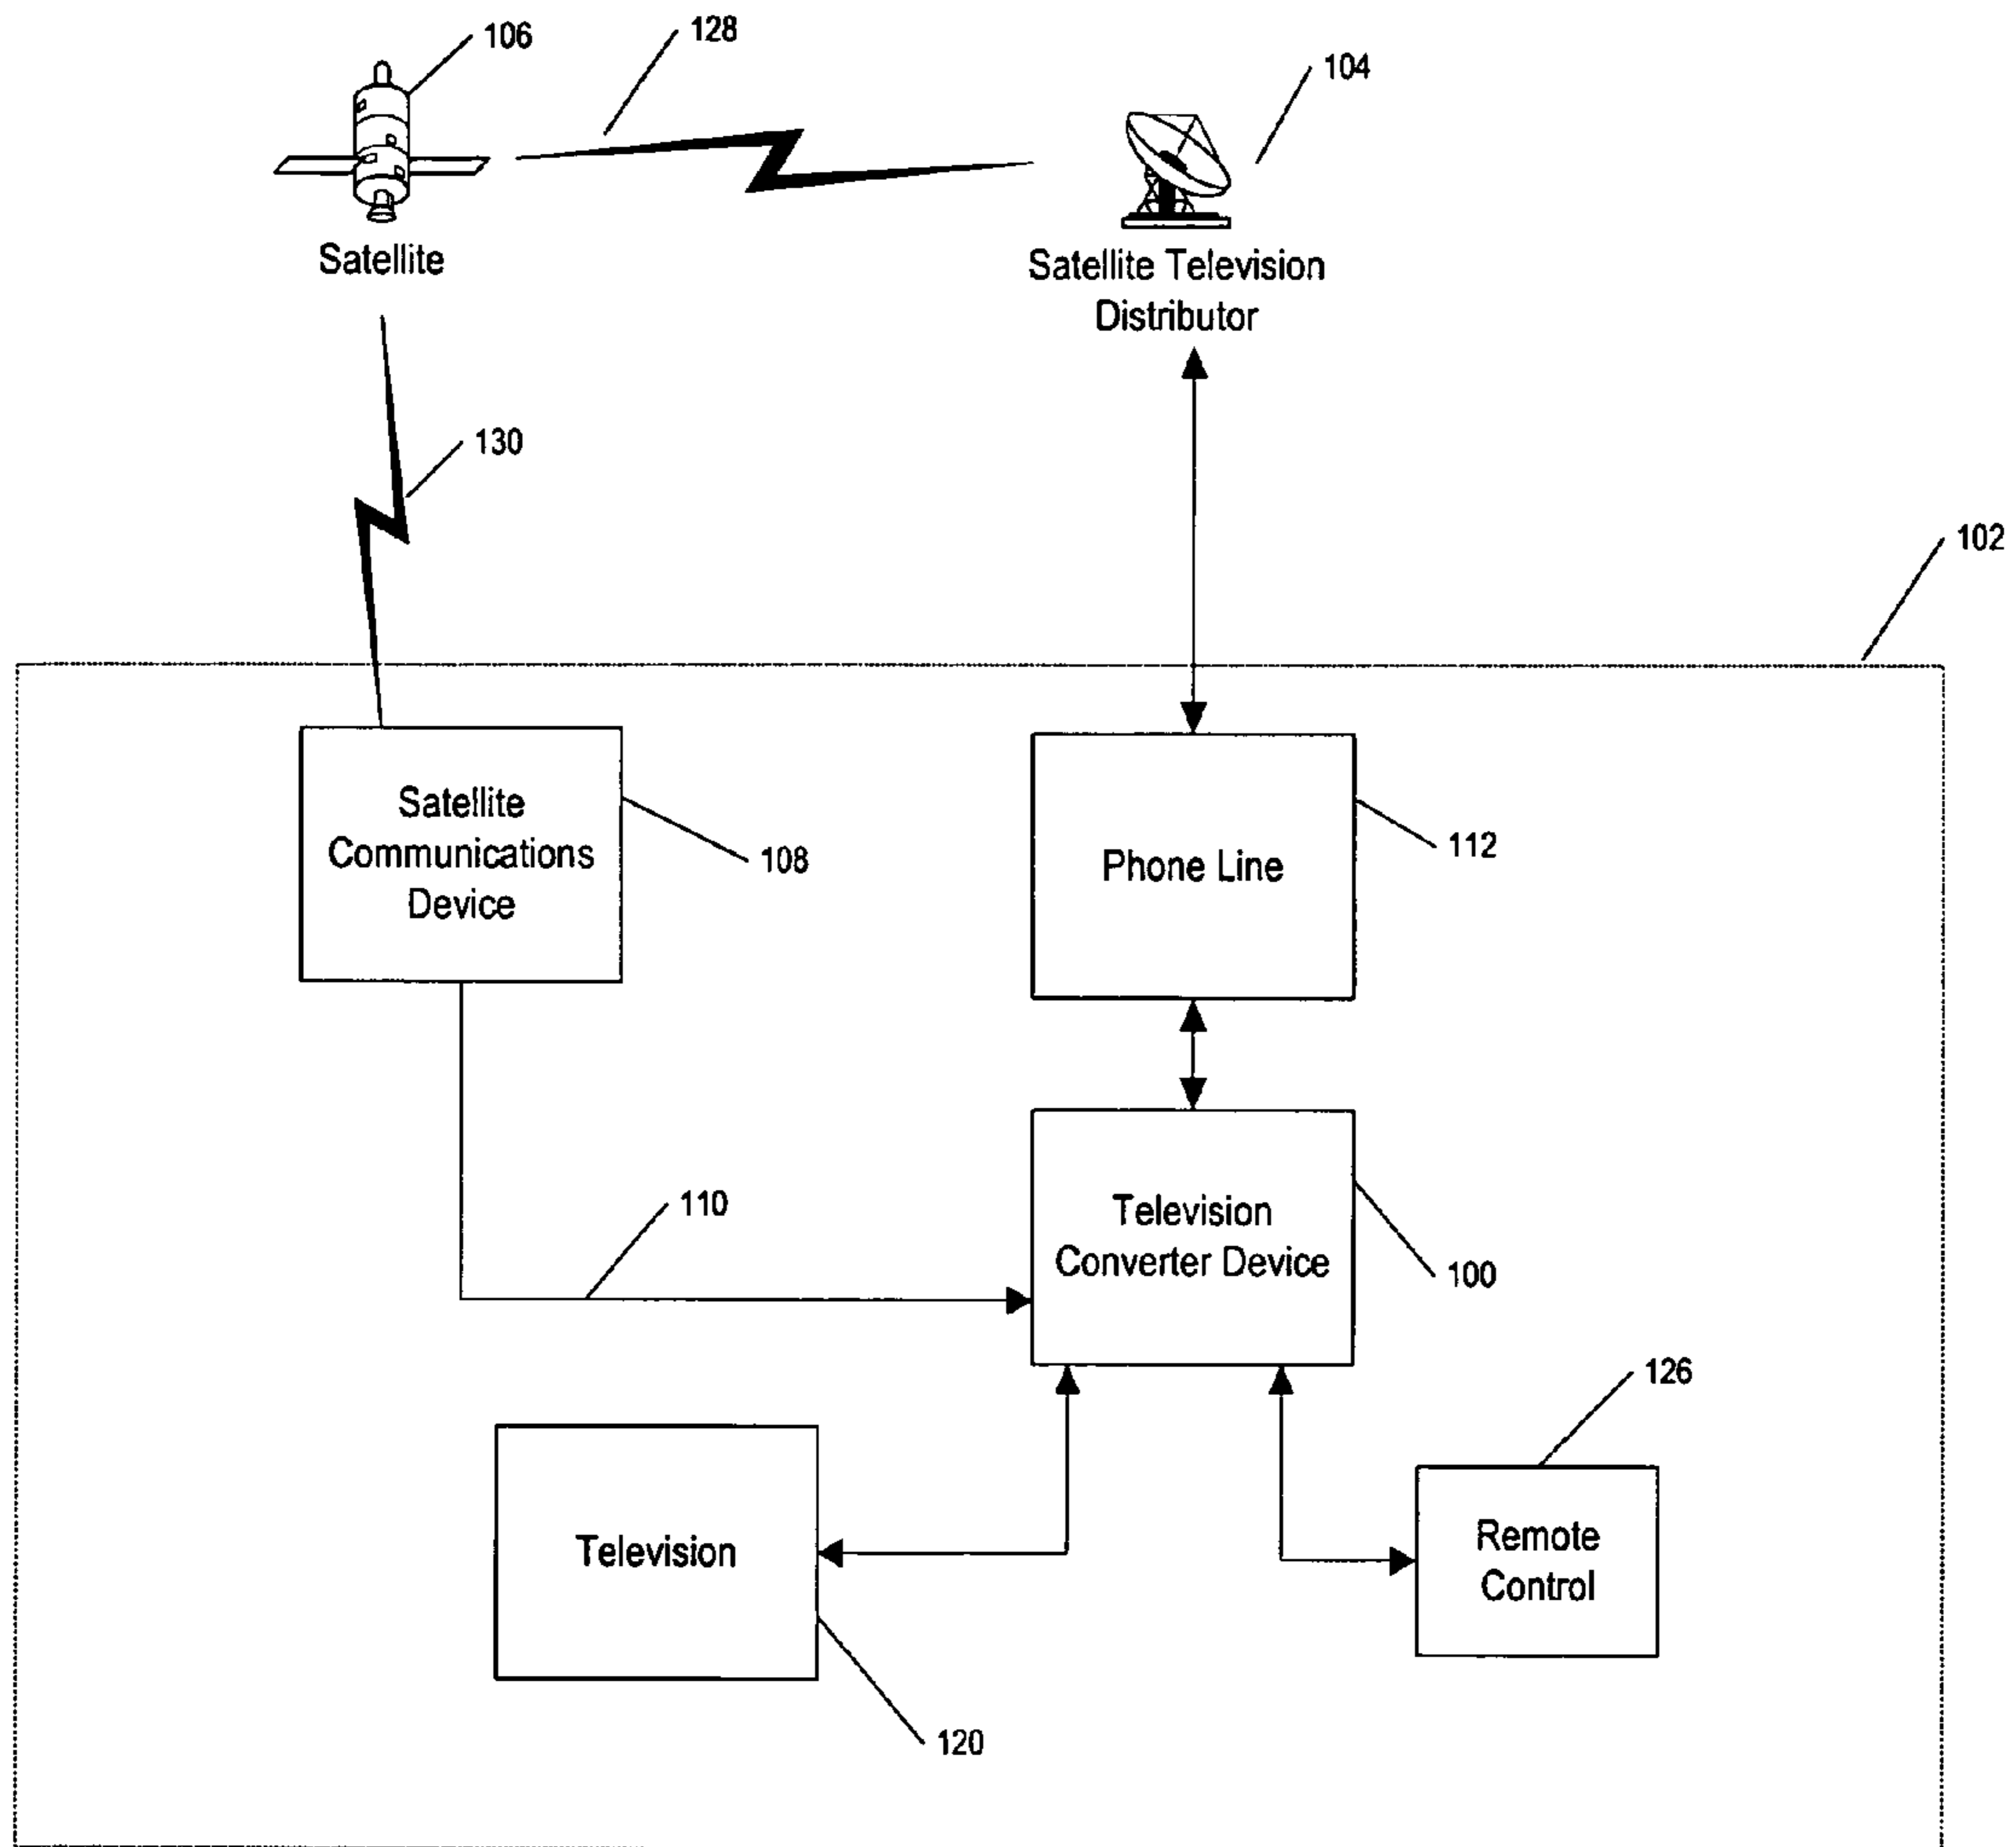 106
128
104
Satellite
Satellite Television
Distributor
130
102
Satellite
Communications
Device
108
Phone Line
112
110
Television
Converter Device
100
126
Television
Remote
Control
120